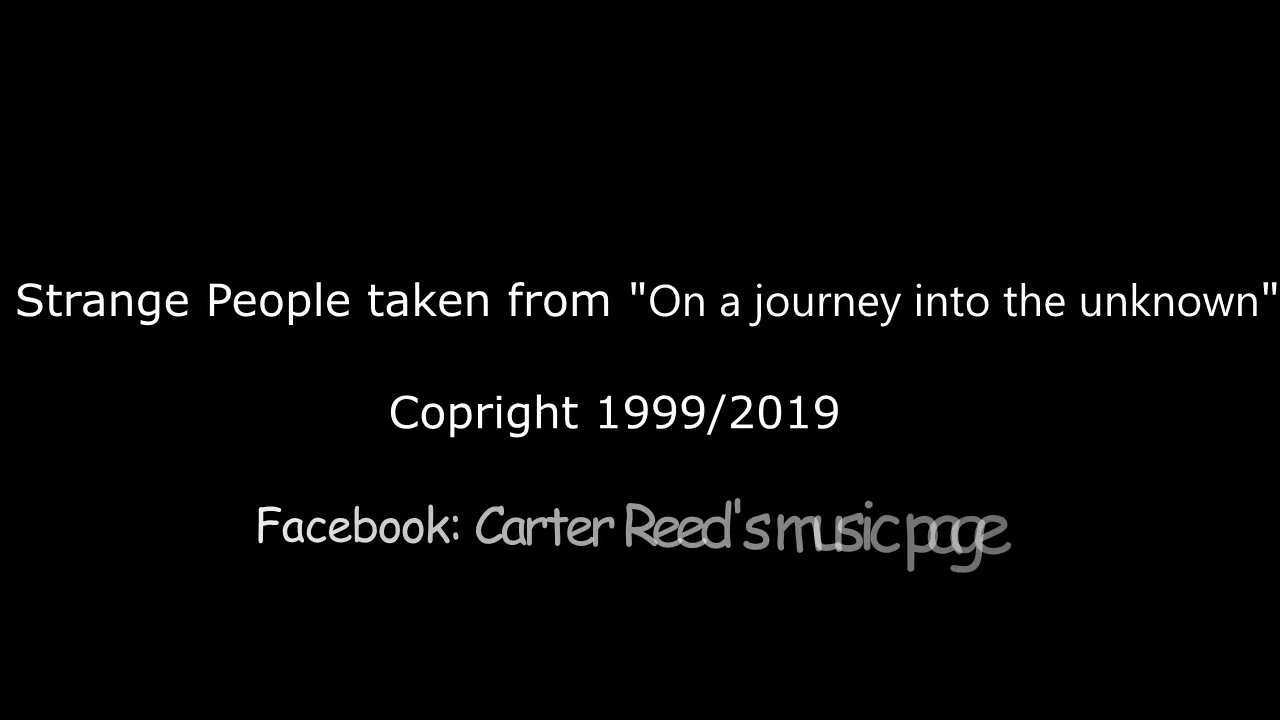 Strange People taken from "On a journey into the unknown"
Copright 1999/2019
Facebook: Carter Reed's music page